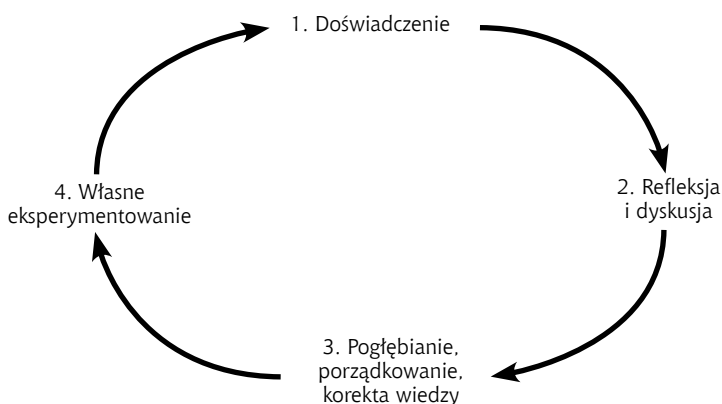 1. Doświadczenie
2. Refleksja
i dyskusja
3. Pogłębianie,
porządkowanie,
korekta wiedzy
4. Własne
eksperymentowanie